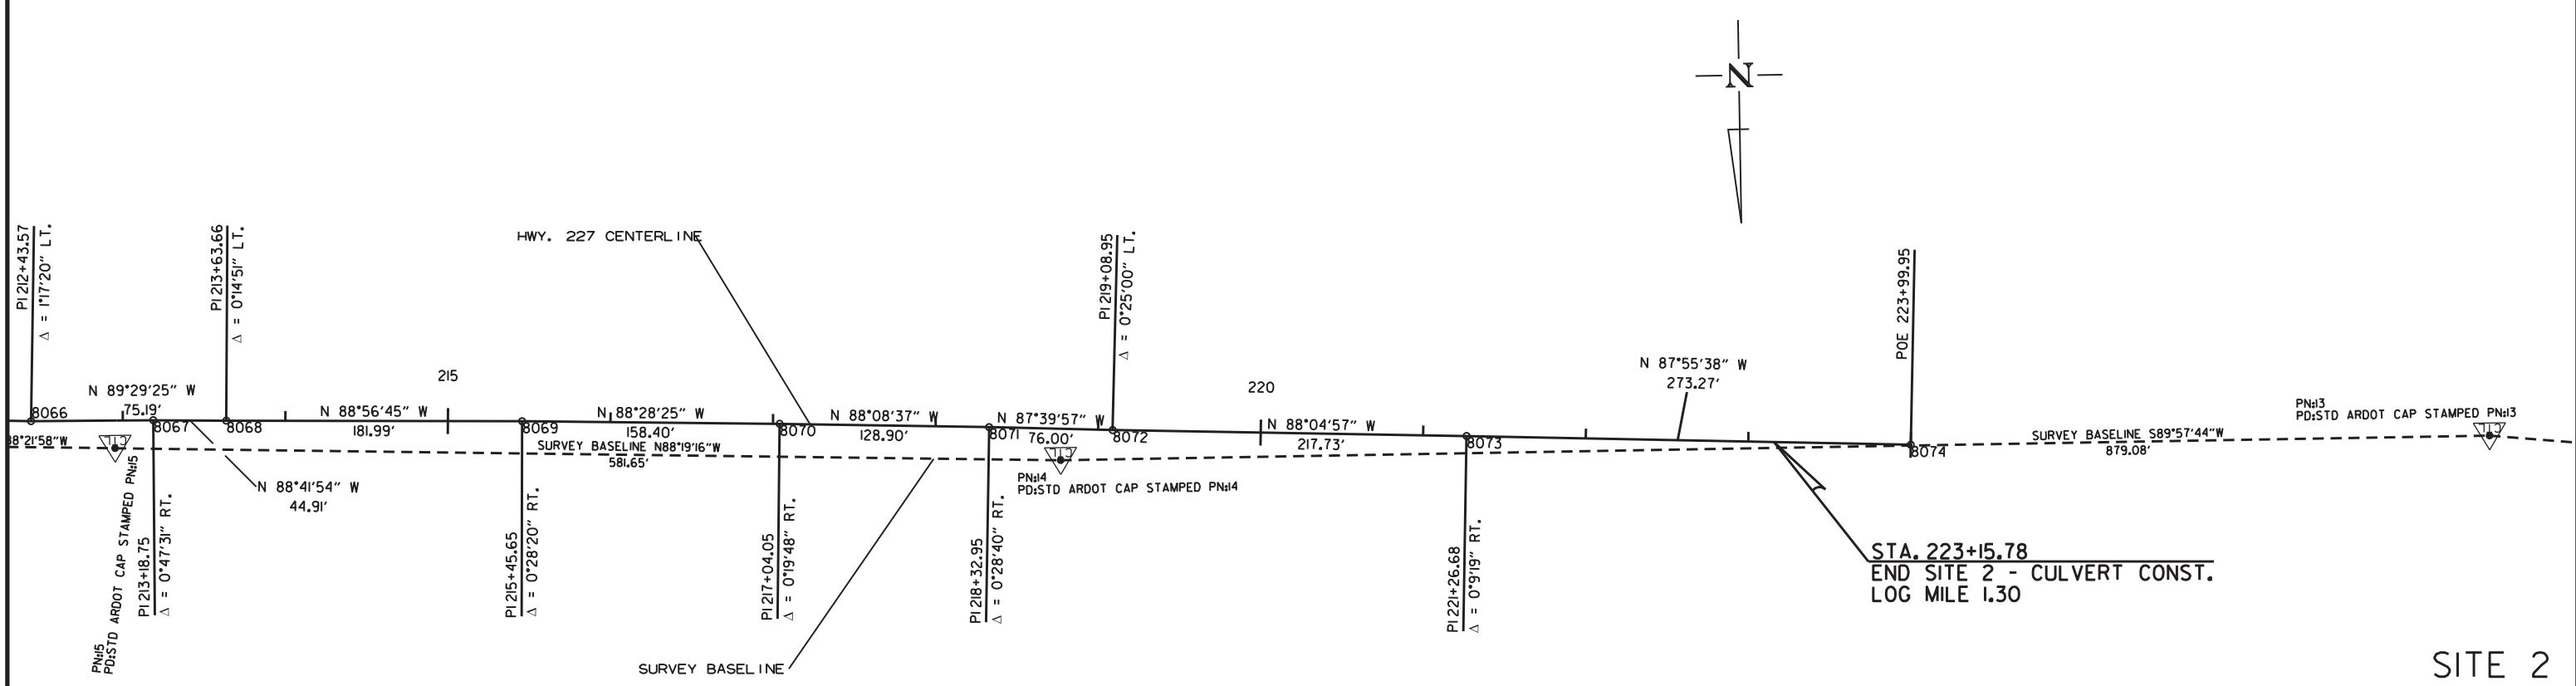 N
PI 212+43.57
Δ = 1°17'20" LT.
PI 213+63.66
Δ = 0°14'51" LT.
HWY. 227 CENTERLINE
PI 219+08.95
Δ = 0°25'00" LT.
POE 223+99.95
215
220
N 89°29'25" W
75.19'
N 88°56'45" W
181.99'
N 88°28'25" W
158.40'
N 88°08'37" W
128.90'
N 87°39'57" W
76.00'
N 88°04'57" W
217.73'
N 87°55'38" W
273.27'
8066
8067
8068
8069
8070
8071
8072
8073
8074
88°21'58"W
CTL
SURVEY BASELINE N88°19'16"W
581.65'
CTL
SURVEY BASELINE S89°57'44"W
879.08'
CTL
PN:13
PD:STD ARDOT CAP STAMPED PN:13
PN:14
PD:STD ARDOT CAP STAMPED PN:14
PN:15
PD:STD ARDOT CAP STAMPED PN:15
N 88°41'54" W
44.91'
PI 213+18.75
Δ = 0°47'31" RT.
PI 215+45.65
Δ = 0°28'20" RT.
PI 217+04.05
Δ = 0°19'48" RT.
PI 218+32.95
Δ = 0°28'40" RT.
PI 221+26.68
Δ = 0°9'19" RT.
STA. 223+15.78
END SITE 2 - CULVERT CONST.
LOG MILE 1.30
SURVEY BASELINE
SITE 2